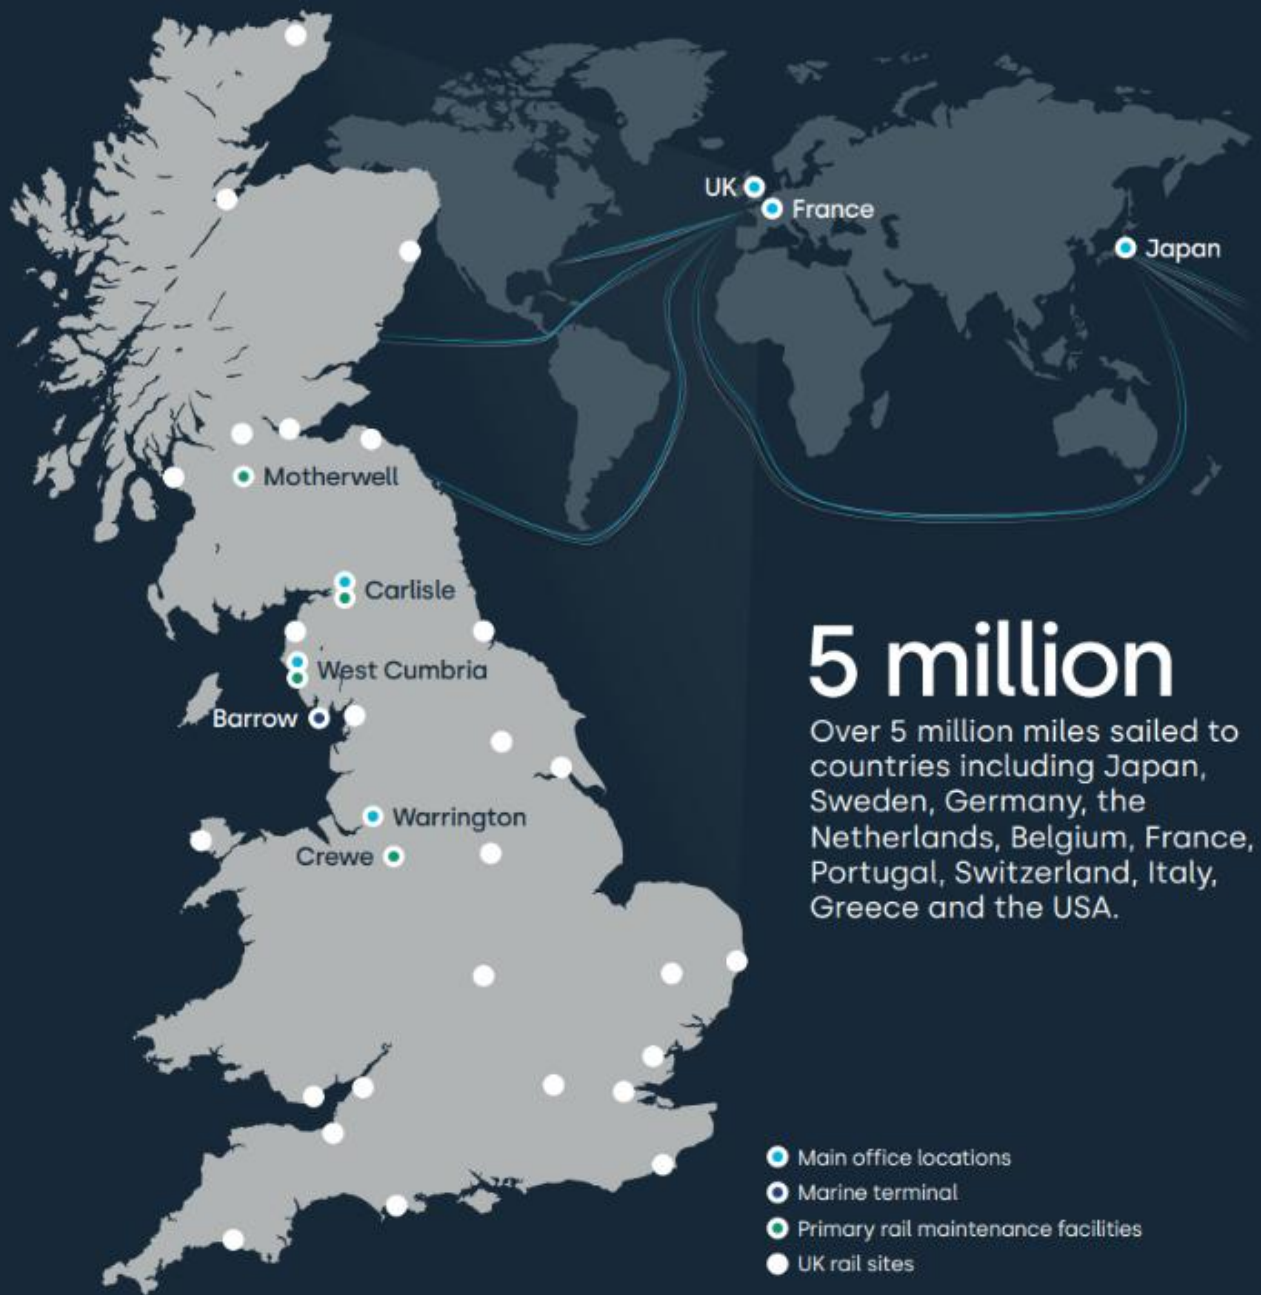 UK
France
Japan
Motherwell
Carlisle
West Cumbria
Barrow
Warrington
Crewe
5 million
Over 5 million miles sailed to
countries including Japan,
Sweden, Germany, the
Netherlands, Belgium, France,
Portugal, Switzerland, Italy,
Greece and the USA.
Main office locations
Marine terminal
Primary rail maintenance facilities
UK rail sites